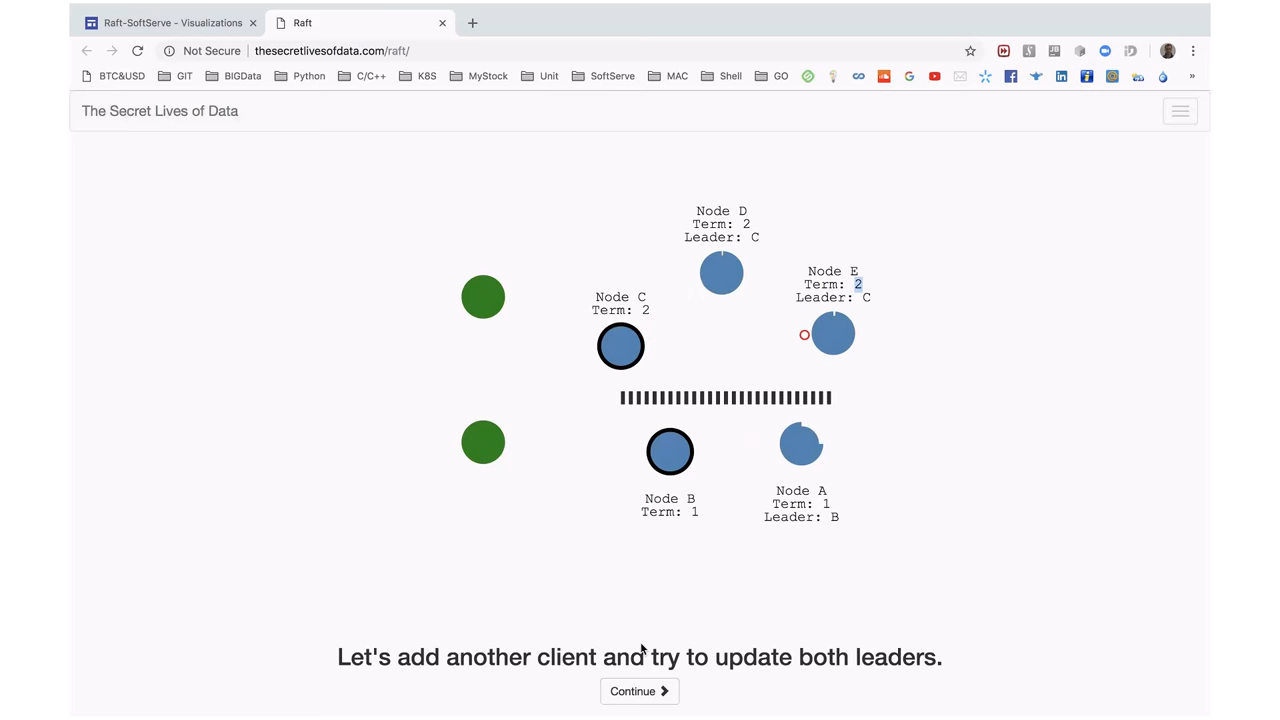 Raft-SoftServe - Visualizations
Raft
Not Secure
thesecretlivesofdata.com/raft/
BTC&USD GIT BIGData Python C/C++ K8S MyStock Unit SoftServe MAC Shell GO »
The Secret Lives of Data
Node D
Term: 2
Leader: C
Node E
Term: 2
Leader: C
Node C
Term: 2
Node B
Term: 1
Node A
Term: 1
Leader: B
Let's add another client and try to update both leaders.
Continue